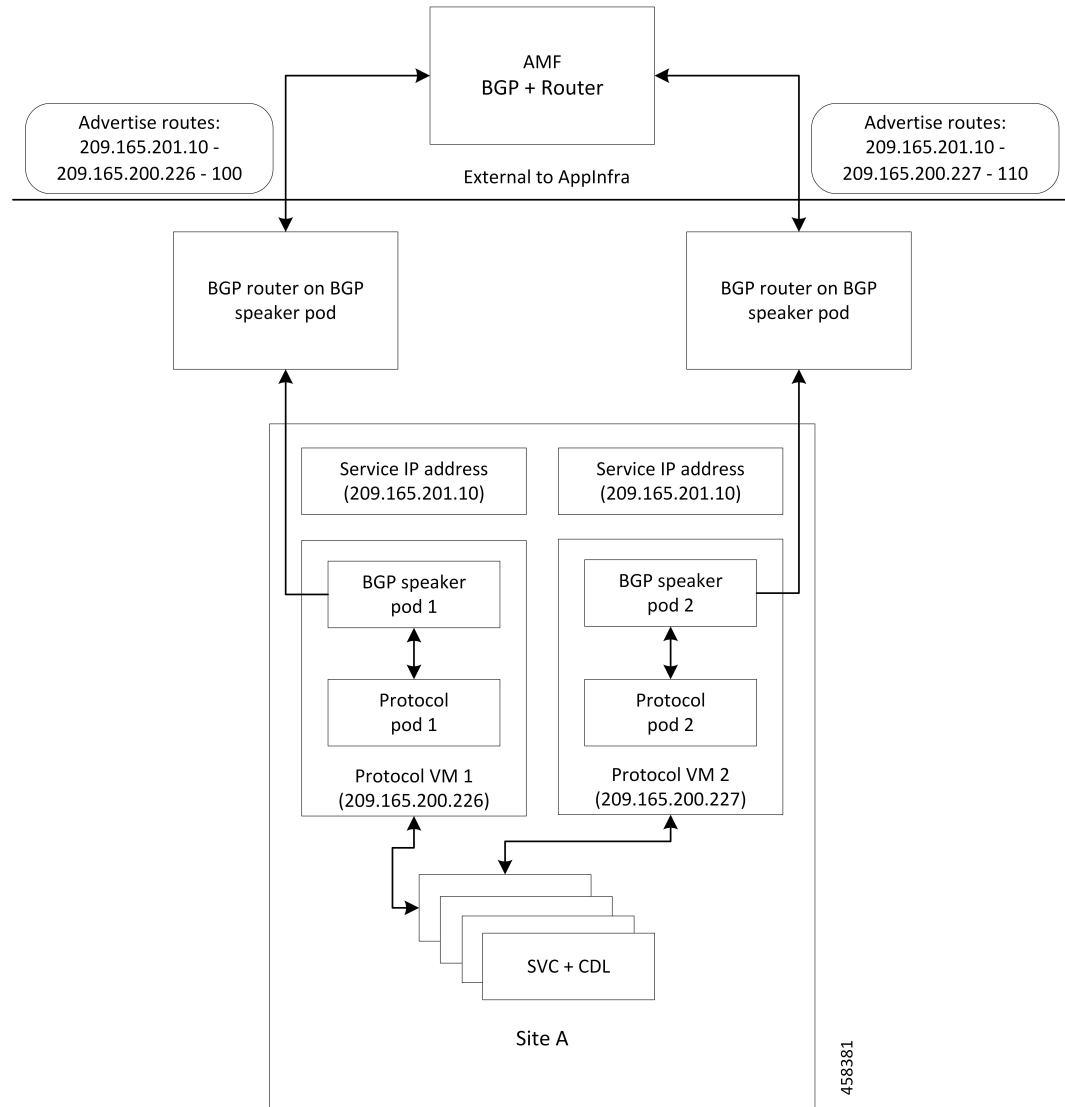 AMF
BGP + Router
Advertise routes:
209.165.201.10 -
209.165.200.226 - 100
Advertise routes:
209.165.201.10 -
209.165.200.227 - 110
External to AppInfra
BGP router on BGP
speaker pod
BGP router on BGP
speaker pod
Service IP address
(209.165.201.10)
Service IP address
(209.165.201.10)
BGP speaker
pod 1
BGP speaker
pod 2
Protocol
pod 1
Protocol
pod 2
Protocol VM 1
(209.165.200.226)
Protocol VM 2
(209.165.200.227)
SVC + CDL
Site A
458381